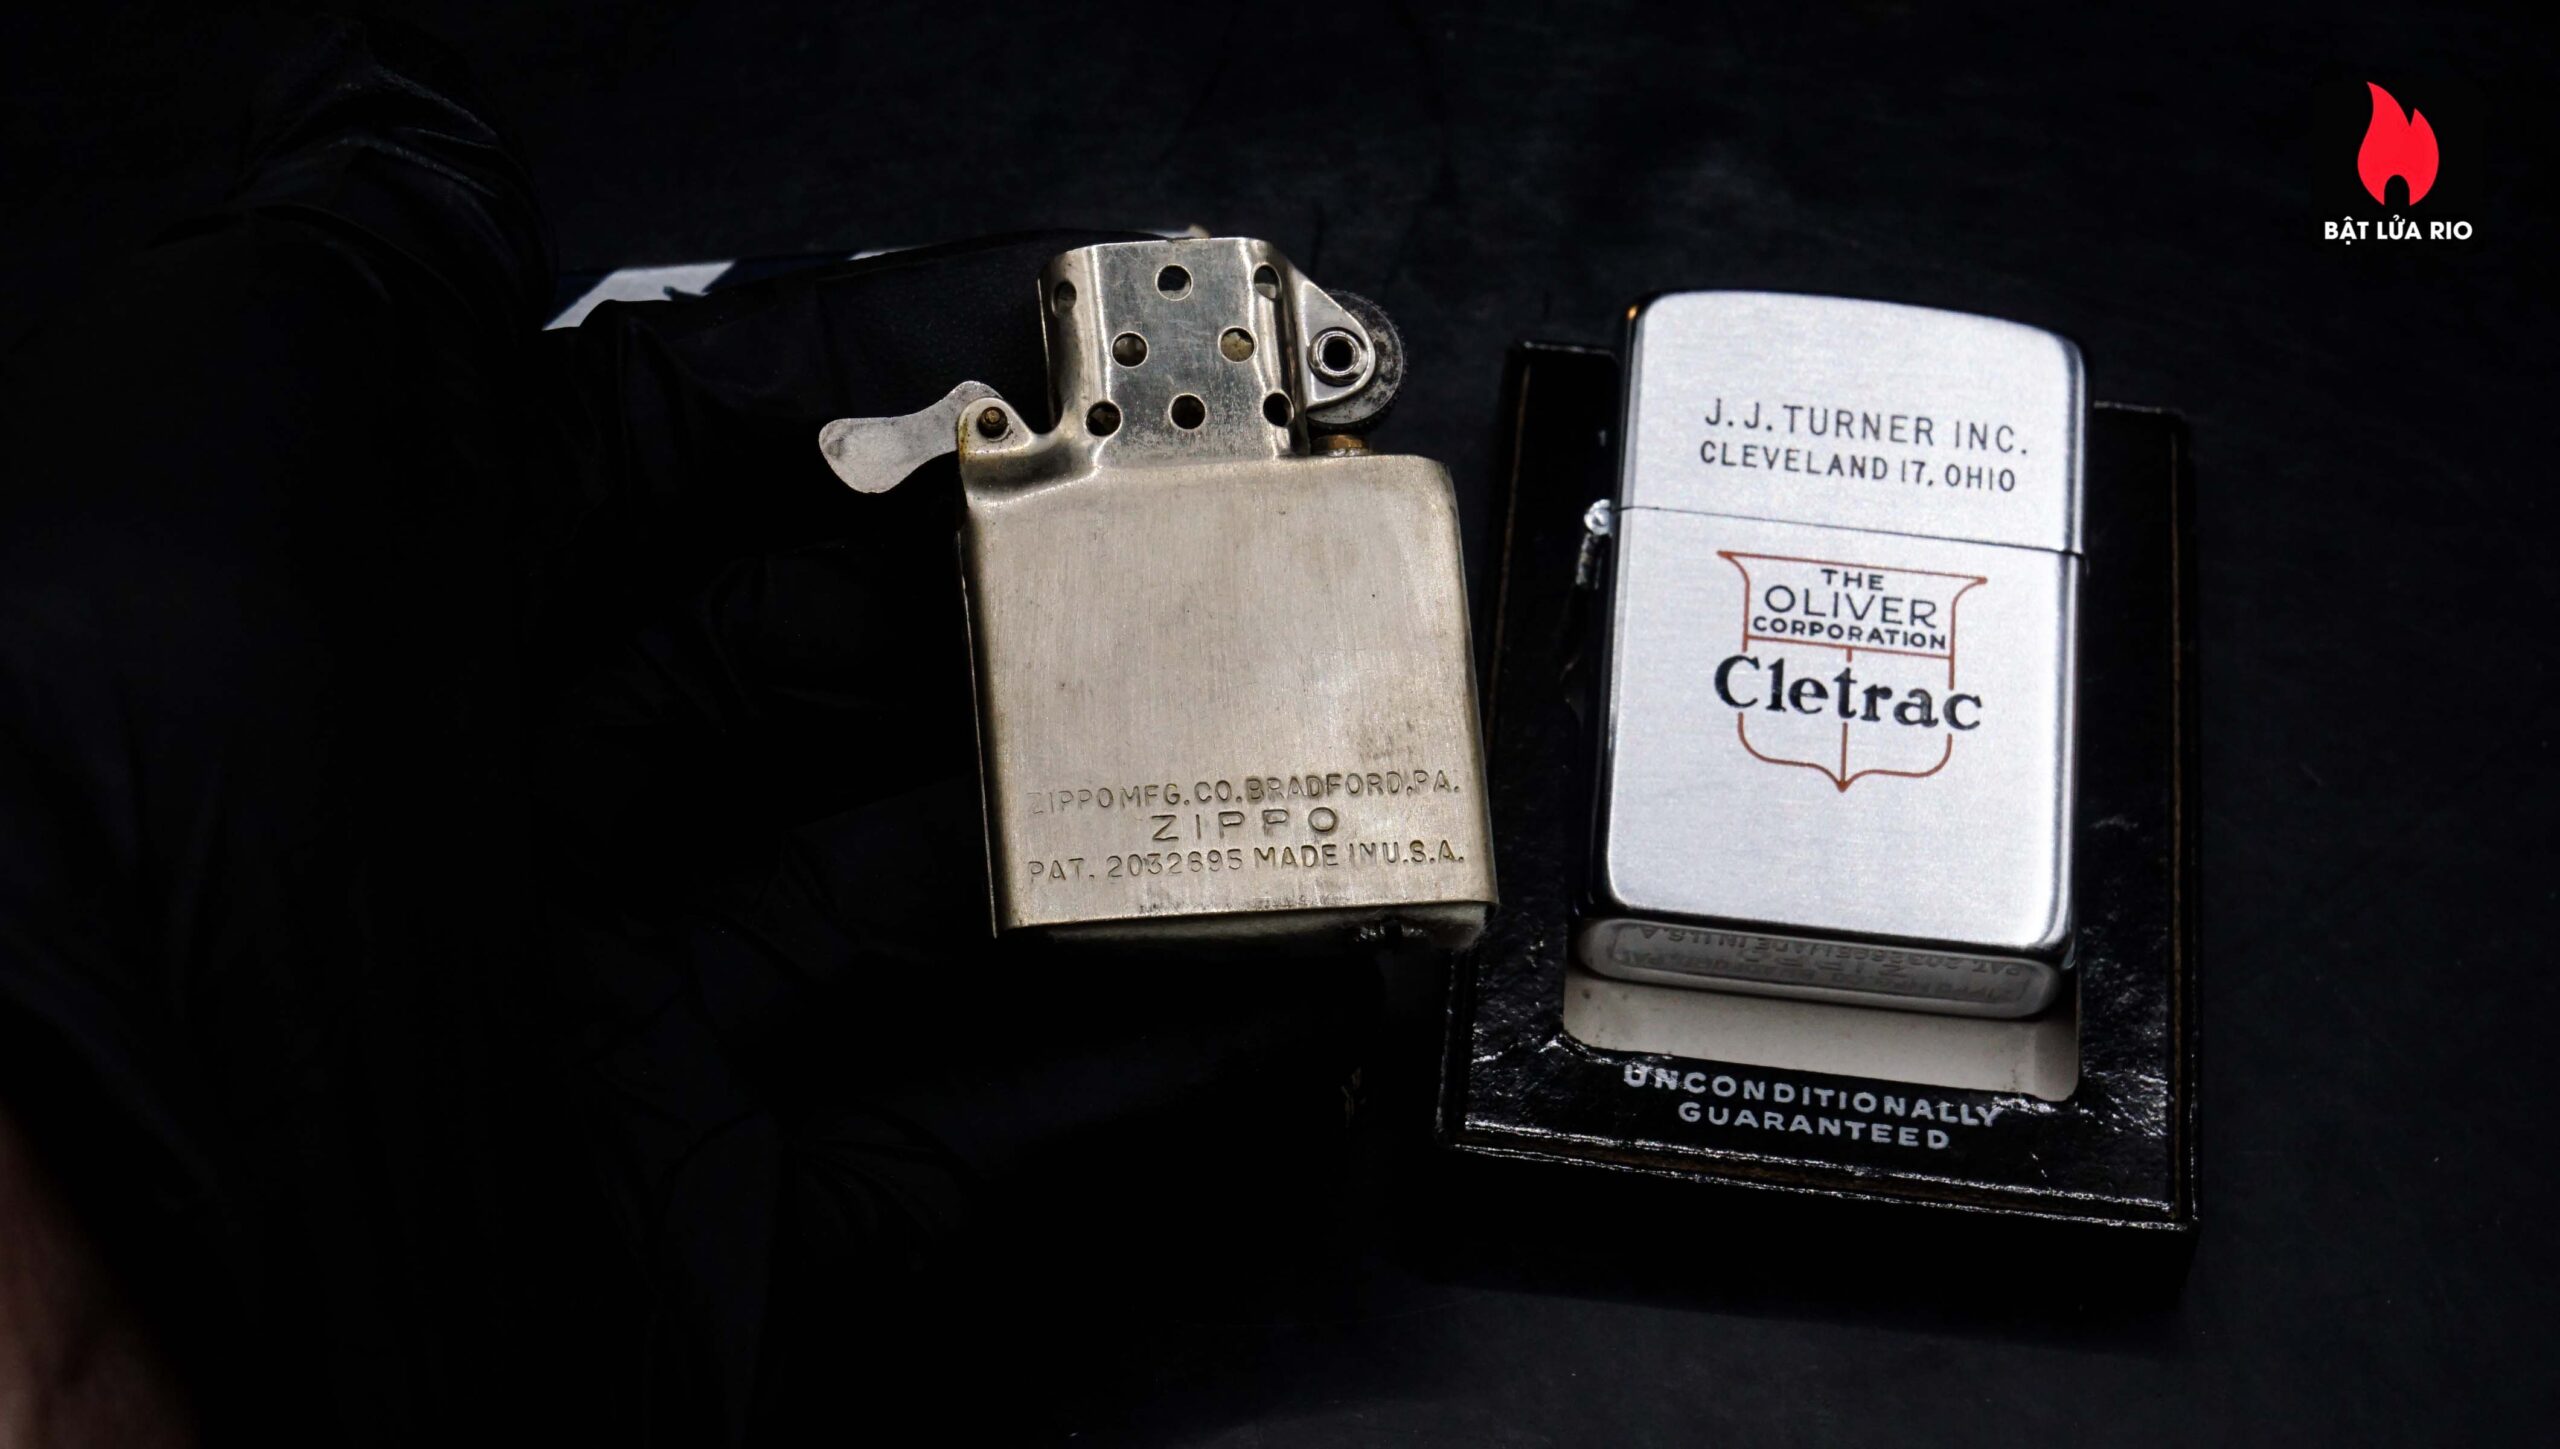 BẬT LỬA RIO
ZIPPO MFG. CO. BRADFORD, PA.
ZIPPO
PAT. 2032695 MADE IN U.S.A.
J. J. TURNER INC.
CLEVELAND 17, OHIO
THE
OLIVER
CORPORATION
Cletrac
UNCONDITIONALLY
GUARANTEED